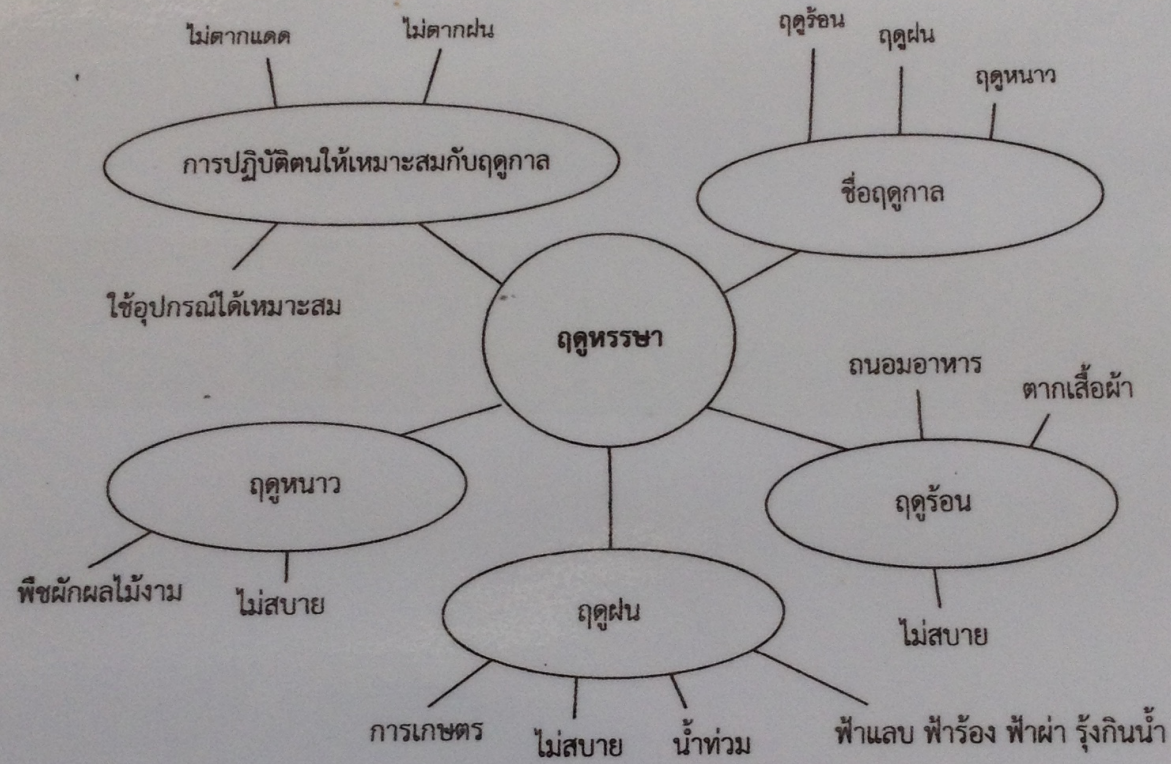 ไม่ตากแดด
ไม่ตากฝน
ฤดูร้อน
ฤดูฝน
ฤดูหนาว
การปฏิบัติตนให้เหมาะสมกับฤดูกาล
ชื่อฤดูกาล
ใช้อุปกรณ์ได้เหมาะสม
ฤดูหรรษา
ถนอมอาหาร
ตากเสื้อผ้า
ฤดูหนาว
ฤดูร้อน
พืชผักผลไม้งาม
ไม่สบาย
ฤดูฝน
ไม่สบาย
การเกษตร
ไม่สบาย
น้ำท่วม
ฟ้าแลบ ฟ้าร้อง ฟ้าผ่า รุ้งกินน้ำ